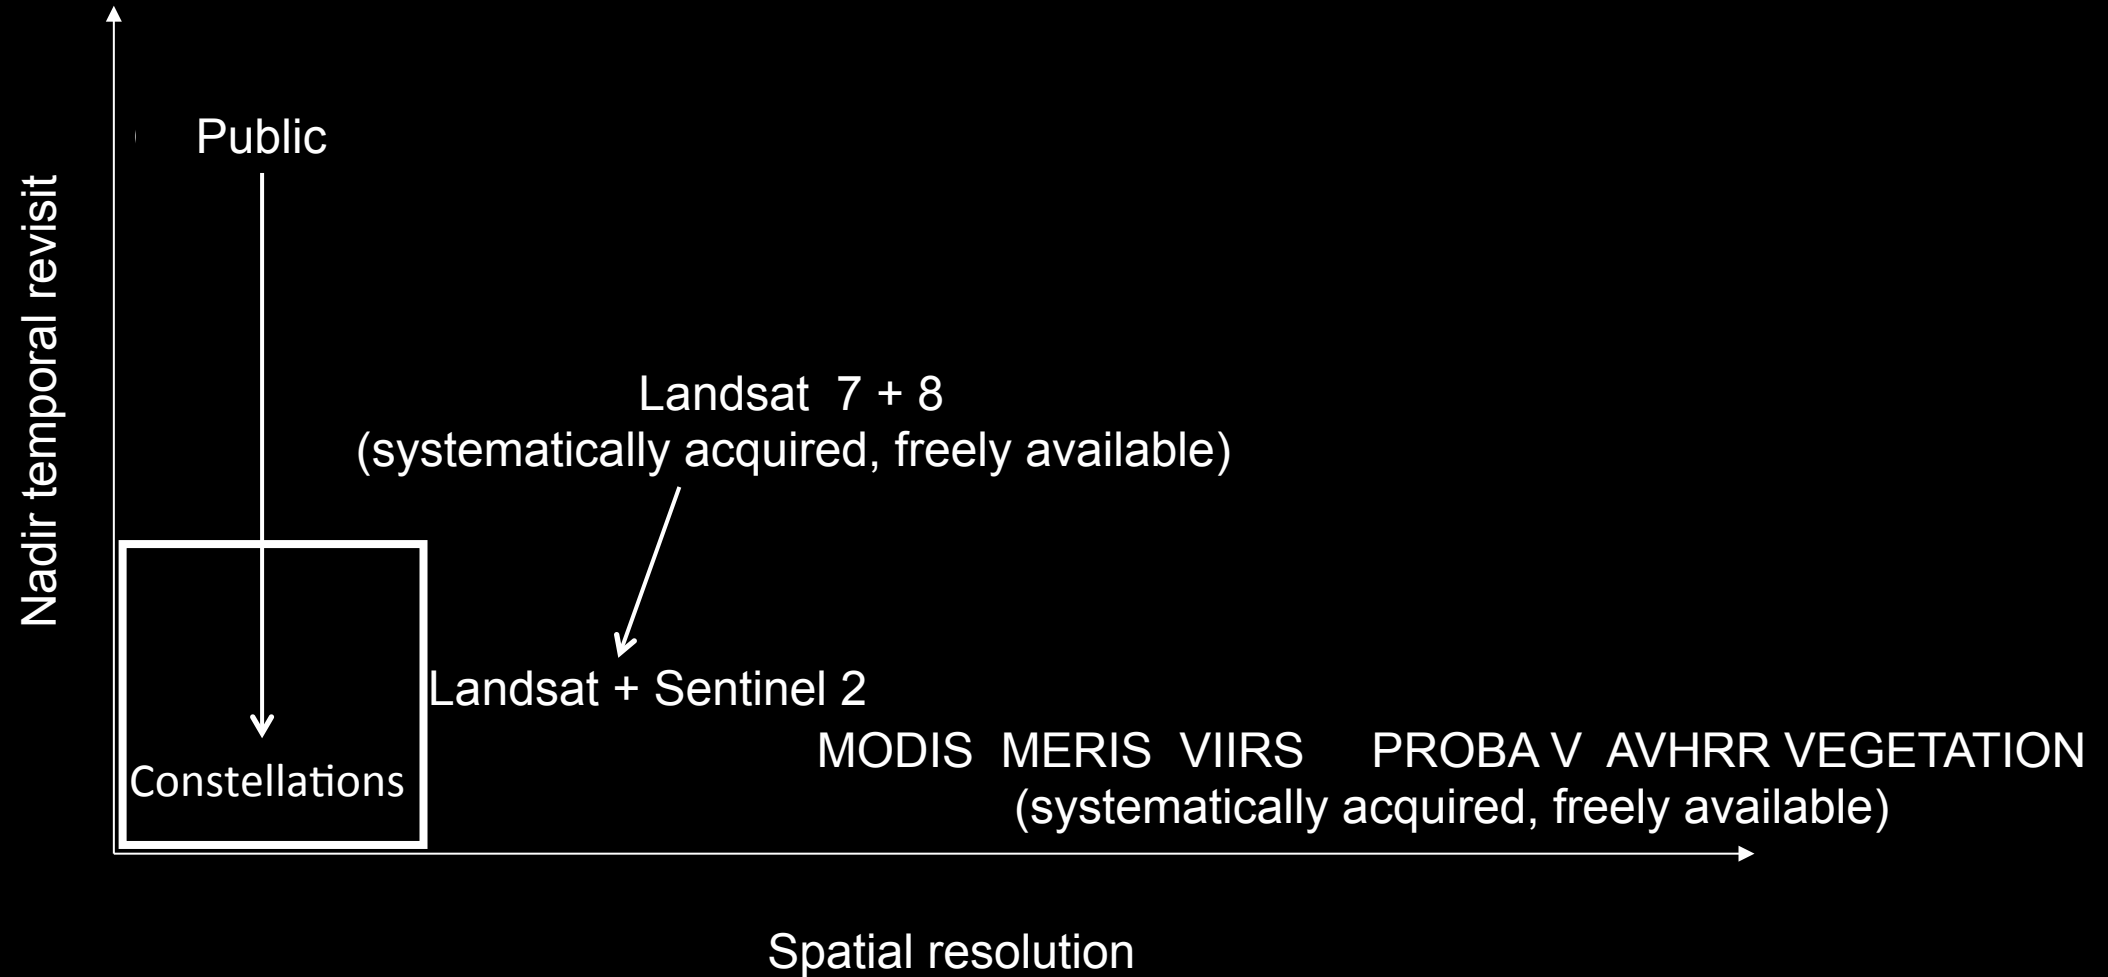 Public
Nadir temporal revisit
Landsat 7 + 8
(systematically acquired, freely available)
Landsat + Sentinel 2
MODIS MERIS VIIRS PROBA V AVHRR VEGETATION
Constellations
(systematically acquired, freely available)
Spatial resolution